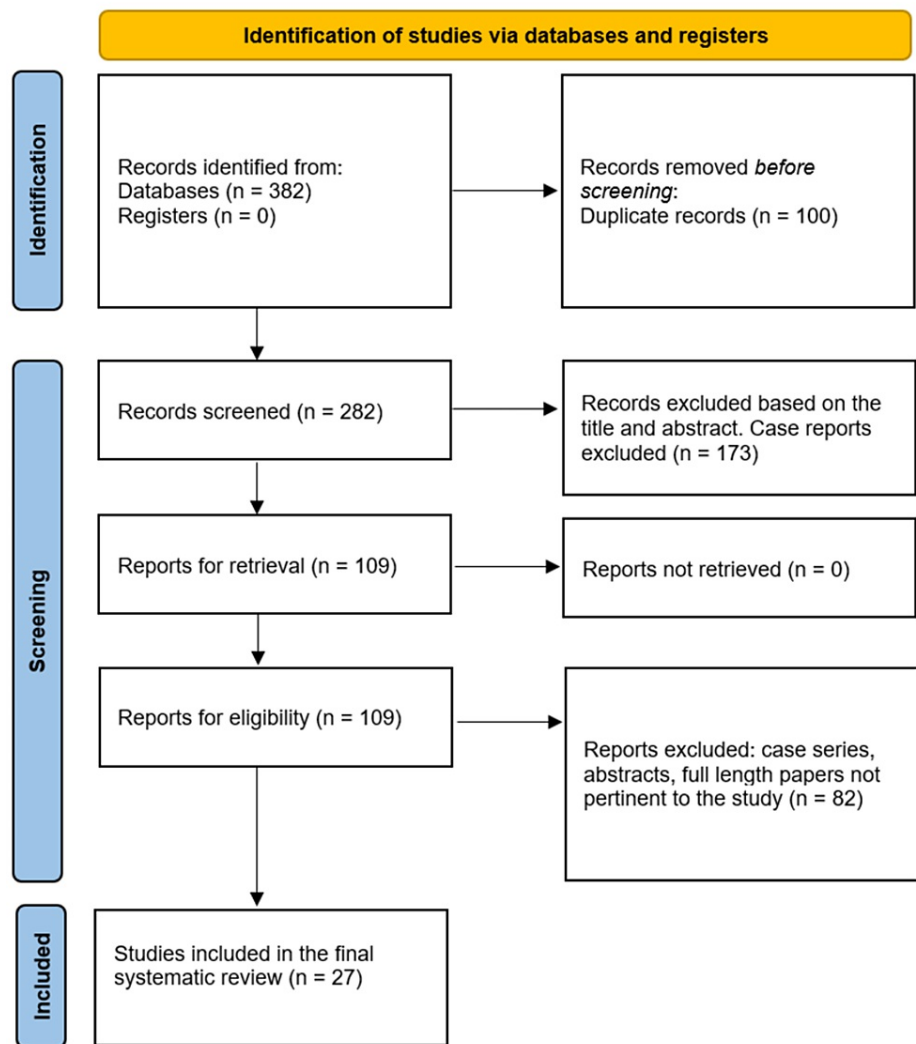 Identification of studies via databases and registers
Identification
Records identified from:
Databases (n = 382)
Registers (n = 0)
Records removed before
screening:
Duplicate records (n = 100)
Screening
Records screened (n = 282)
Records excluded based on the
title and abstract. Case reports
excluded (n = 173)
Reports for retrieval (n = 109)
Reports not retrieved (n = 0)
Reports for eligibility (n = 109)
Reports excluded: case series,
abstracts, full length papers not
pertinent to the study (n = 82)
Included
Studies included in the final
systematic review (n = 27)